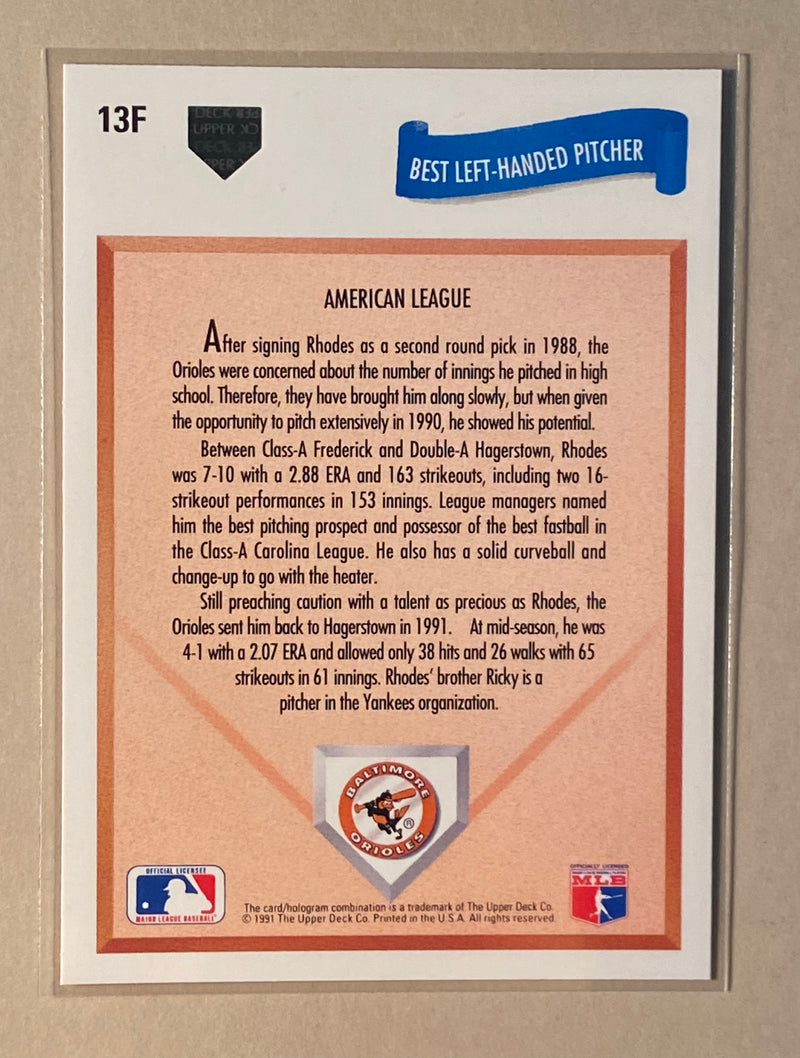 13F
DECK
UPPER
DECK
PPER
BEST LEFT-HANDED PITCHER
AMERICAN LEAGUE
After signing Rhodes as a second round pick in 1988, the
Orioles were concerned about the number of innings he pitched in high
school. Therefore, they have brought him along slowly, but when given
the opportunity to pitch extensively in 1990, he showed his potential.
Between Class-A Frederick and Double-A Hagerstown, Rhodes
was 7-10 with a 2.88 ERA and 163 strikeouts, including two 16-
strikeout performances in 153 innings. League managers named
him the best pitching prospect and possessor of the best fastball in
the Class-A Carolina League. He also has a solid curveball and
change-up to go with the heater.
Still preaching caution with a talent as precious as Rhodes, the
Orioles sent him back to Hagerstown in 1991. At mid-season, he was
4-1 with a 2.07 ERA and allowed only 38 hits and 26 walks with 65
strikeouts in 61 innings. Rhodes' brother Ricky is a
pitcher in the Yankees organization.
BALTIMORE
ORIOLES
®
OFFICIAL LICENSEE
MAJOR LEAGUE BASEBALL
The card/hologram combination is a trademark of The Upper Deck Co.
© 1991 The Upper Deck Co. Printed in the U.S.A. All rights reserved.
OFFICIALLY LICENSED
MLB